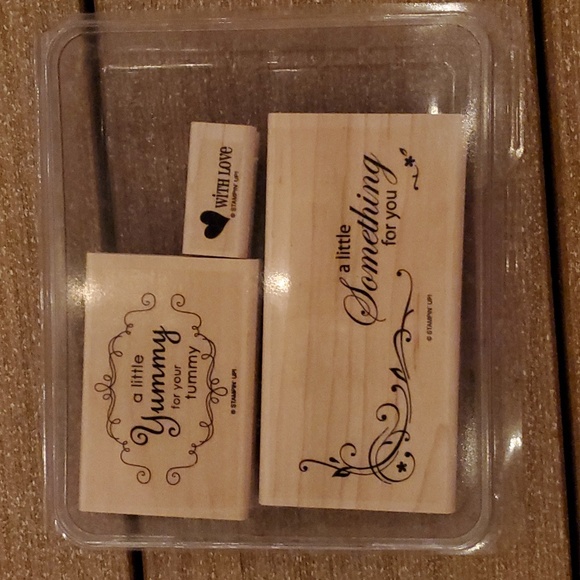 WiTH LOVE
© STAMPIN' UP!
a little
Yummy
for your
tummy
© STAMPIN' UP!
a little
Something
for you
© STAMPIN' UP!